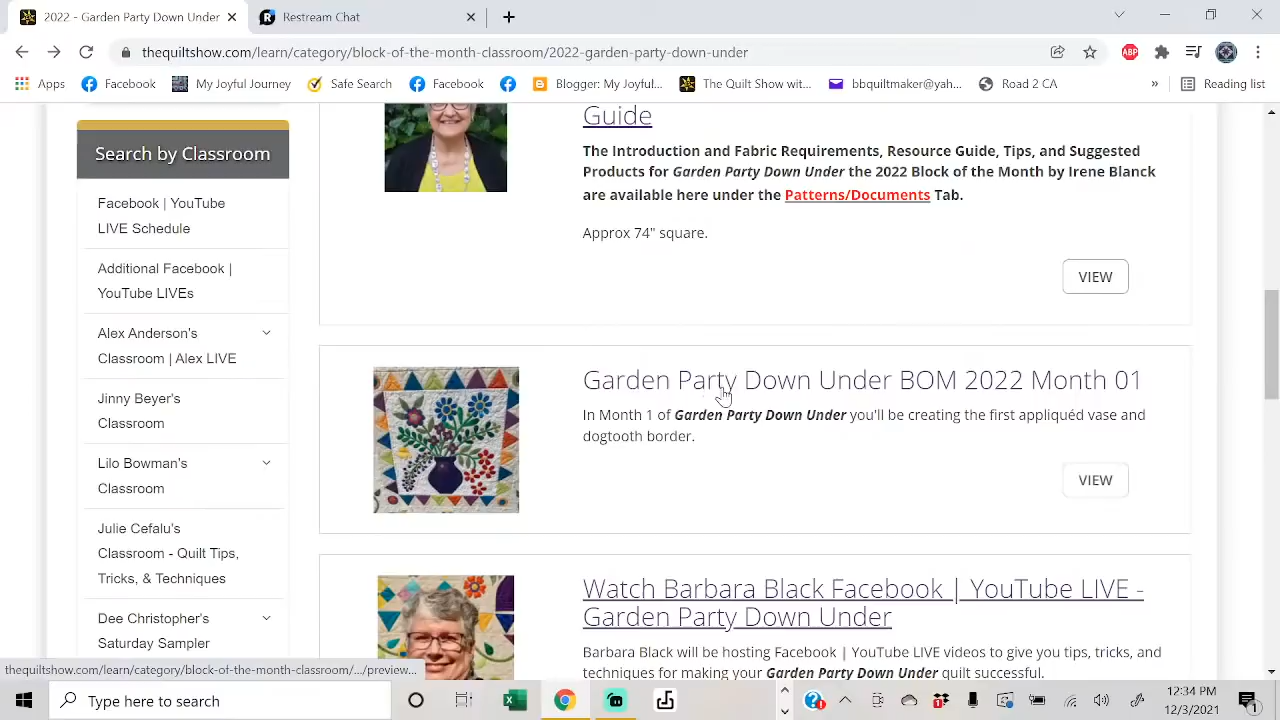 2022 - Garden Party Down Under
Restream Chat
thequiltshow.com/learn/category/block-of-the-month-classroom/2022-garden-party-down-under
ABP
Apps
Facebook
My Joyful Journey
Safe Search
Facebook
Blogger: My Joyful...
The Quilt Show wit...
bbquiltmaker@yah...
Road 2 CA
»
Reading list
Search by Classroom
Facebook | YouTube
LIVE Schedule
Additional Facebook |
YouTube LIVEs
Alex Anderson's
Classroom | Alex LIVE
Jinny Beyer's
Classroom
Lilo Bowman's
Classroom
Julie Cefalu's
Classroom - Quilt Tips,
Tricks, & Techniques
Dee Christopher's
Saturday Sampler
Guide
The Introduction and Fabric Requirements, Resource Guide, Tips, and Suggested
Products for Garden Party Down Under the 2022 Block of the Month by Irene Blanck
are available here under the Patterns/Documents Tab.
Approx 74" square.
VIEW
Garden Party Down Under BOM 2022 Month 01
In Month 1 of Garden Party Down Under you'll be creating the first appliquéd vase and
dogtooth border.
VIEW
Watch Barbara Black Facebook | YouTube LIVE -
Garden Party Down Under
Barbara Black will be hosting Facebook | YouTube LIVE videos to give you tips, tricks, and
techniques for making your Garden Party Down Under quilt successful.
thequiltshow.com/learn/category/block-of-the-month-classroom/.../preview...
Type here to search
12:34 PM
12/3/2021